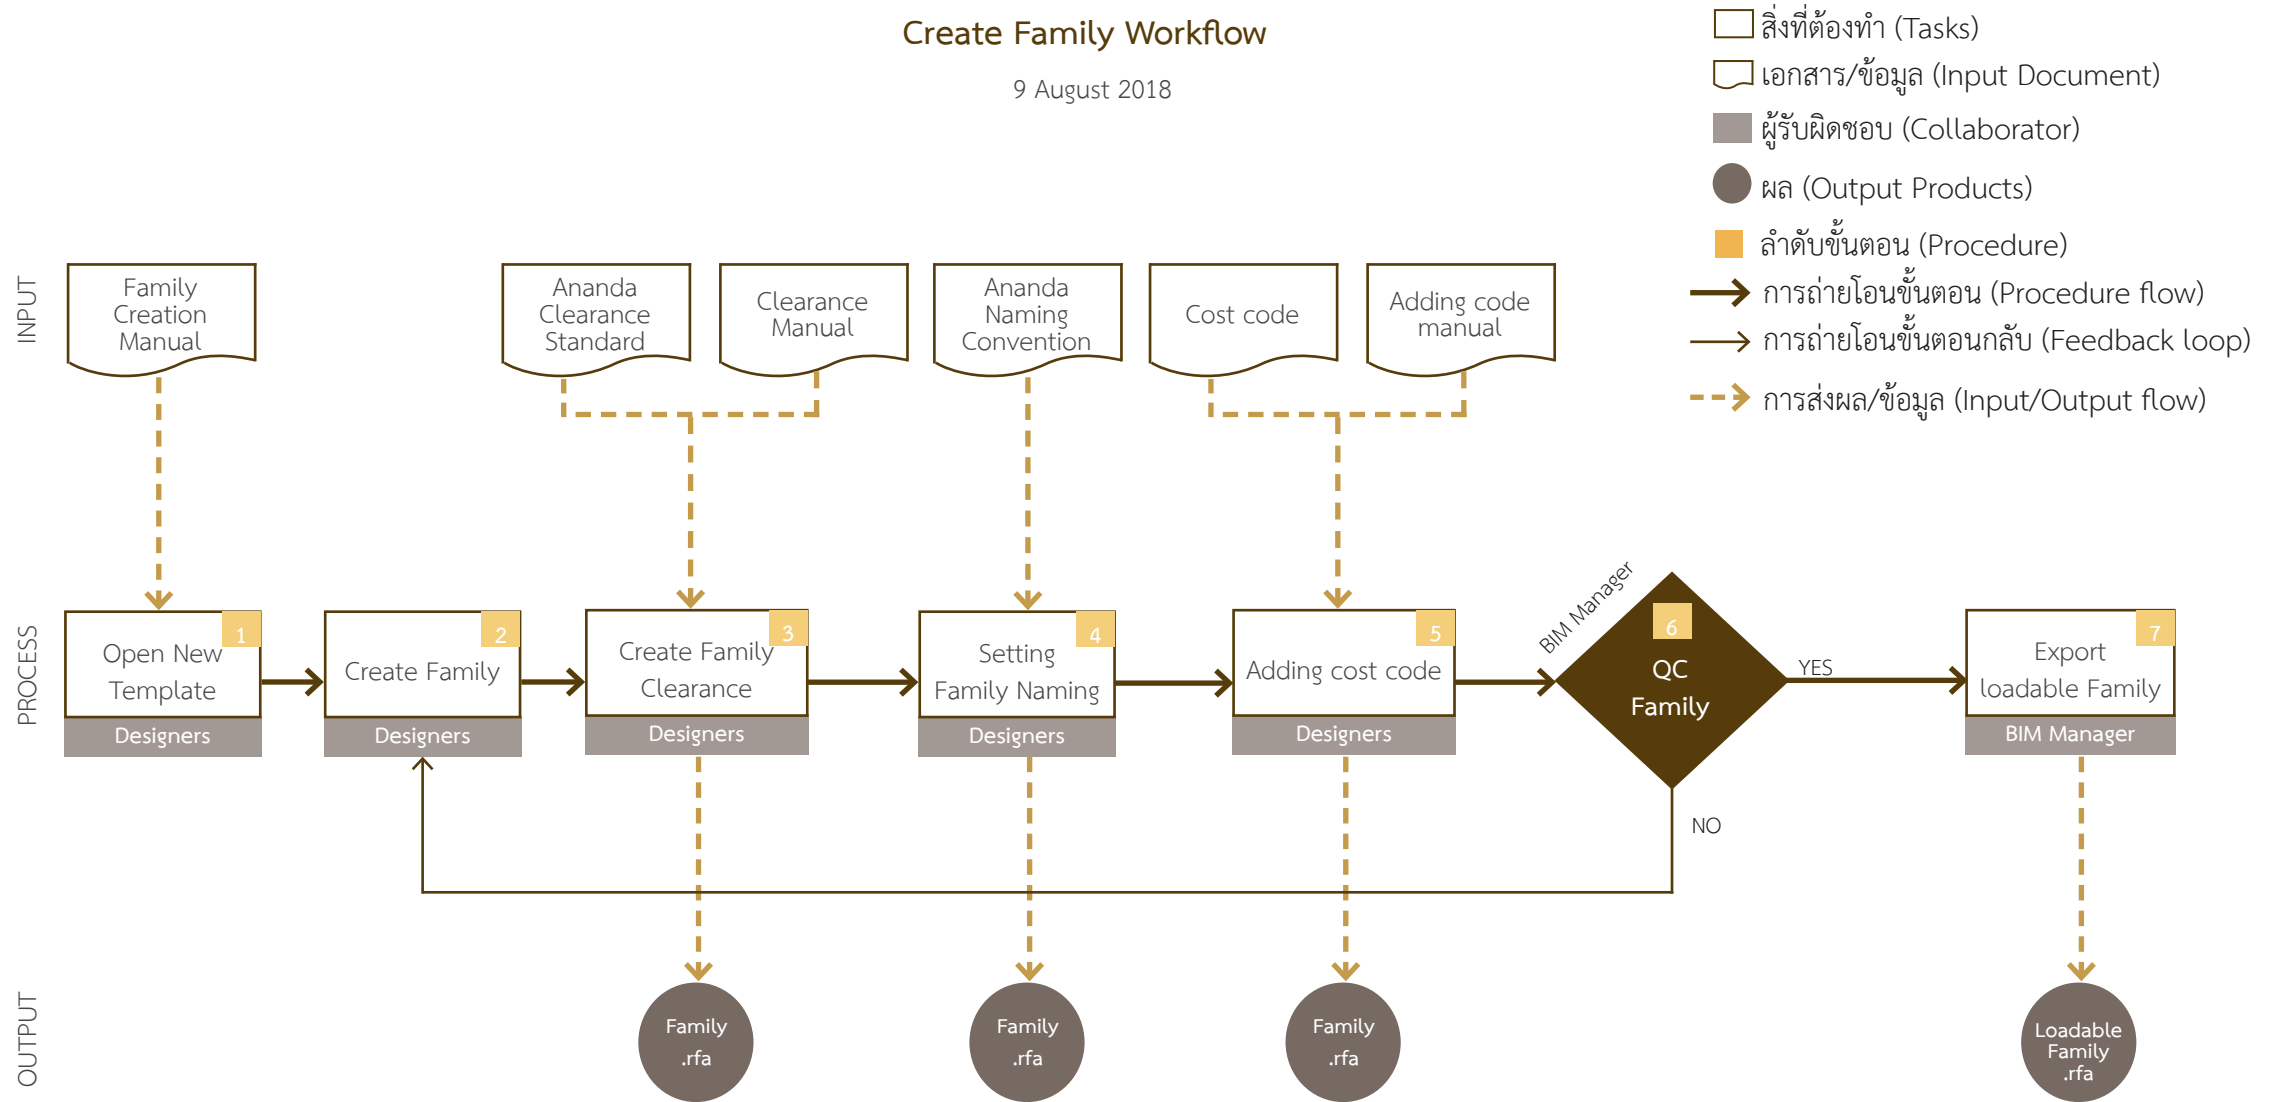 Create Family Workflow
9 August 2018
สิ่งที่ต้องทำ (Tasks)
เอกสาร/ข้อมูล (Input Document)
ผู้รับผิดชอบ (Collaborator)
ผล (Output Products)
ลำดับขั้นตอน (Procedure)
การถ่ายโอนขั้นตอน (Procedure flow)
การถ่ายโอนขั้นตอนกลับ (Feedback loop)
การส่งผล/ข้อมูล (Input/Output flow)
INPUT
Family
Creation
Manual
Ananda
Clearance
Standard
Clearance
Manual
Ananda
Naming
Convention
Cost code
Adding code
manual
PROCESS
1
Open New
Template
Designers
2
Create Family
Designers
3
Create Family
Clearance
Designers
4
Setting
Family Naming
Designers
5
Adding cost code
Designers
BIM Manager
6
QC
Family
YES
NO
7
Export
loadable Family
BIM Manager
OUTPUT
Family
.rfa
Family
.rfa
Family
.rfa
Loadable
Family
.rfa